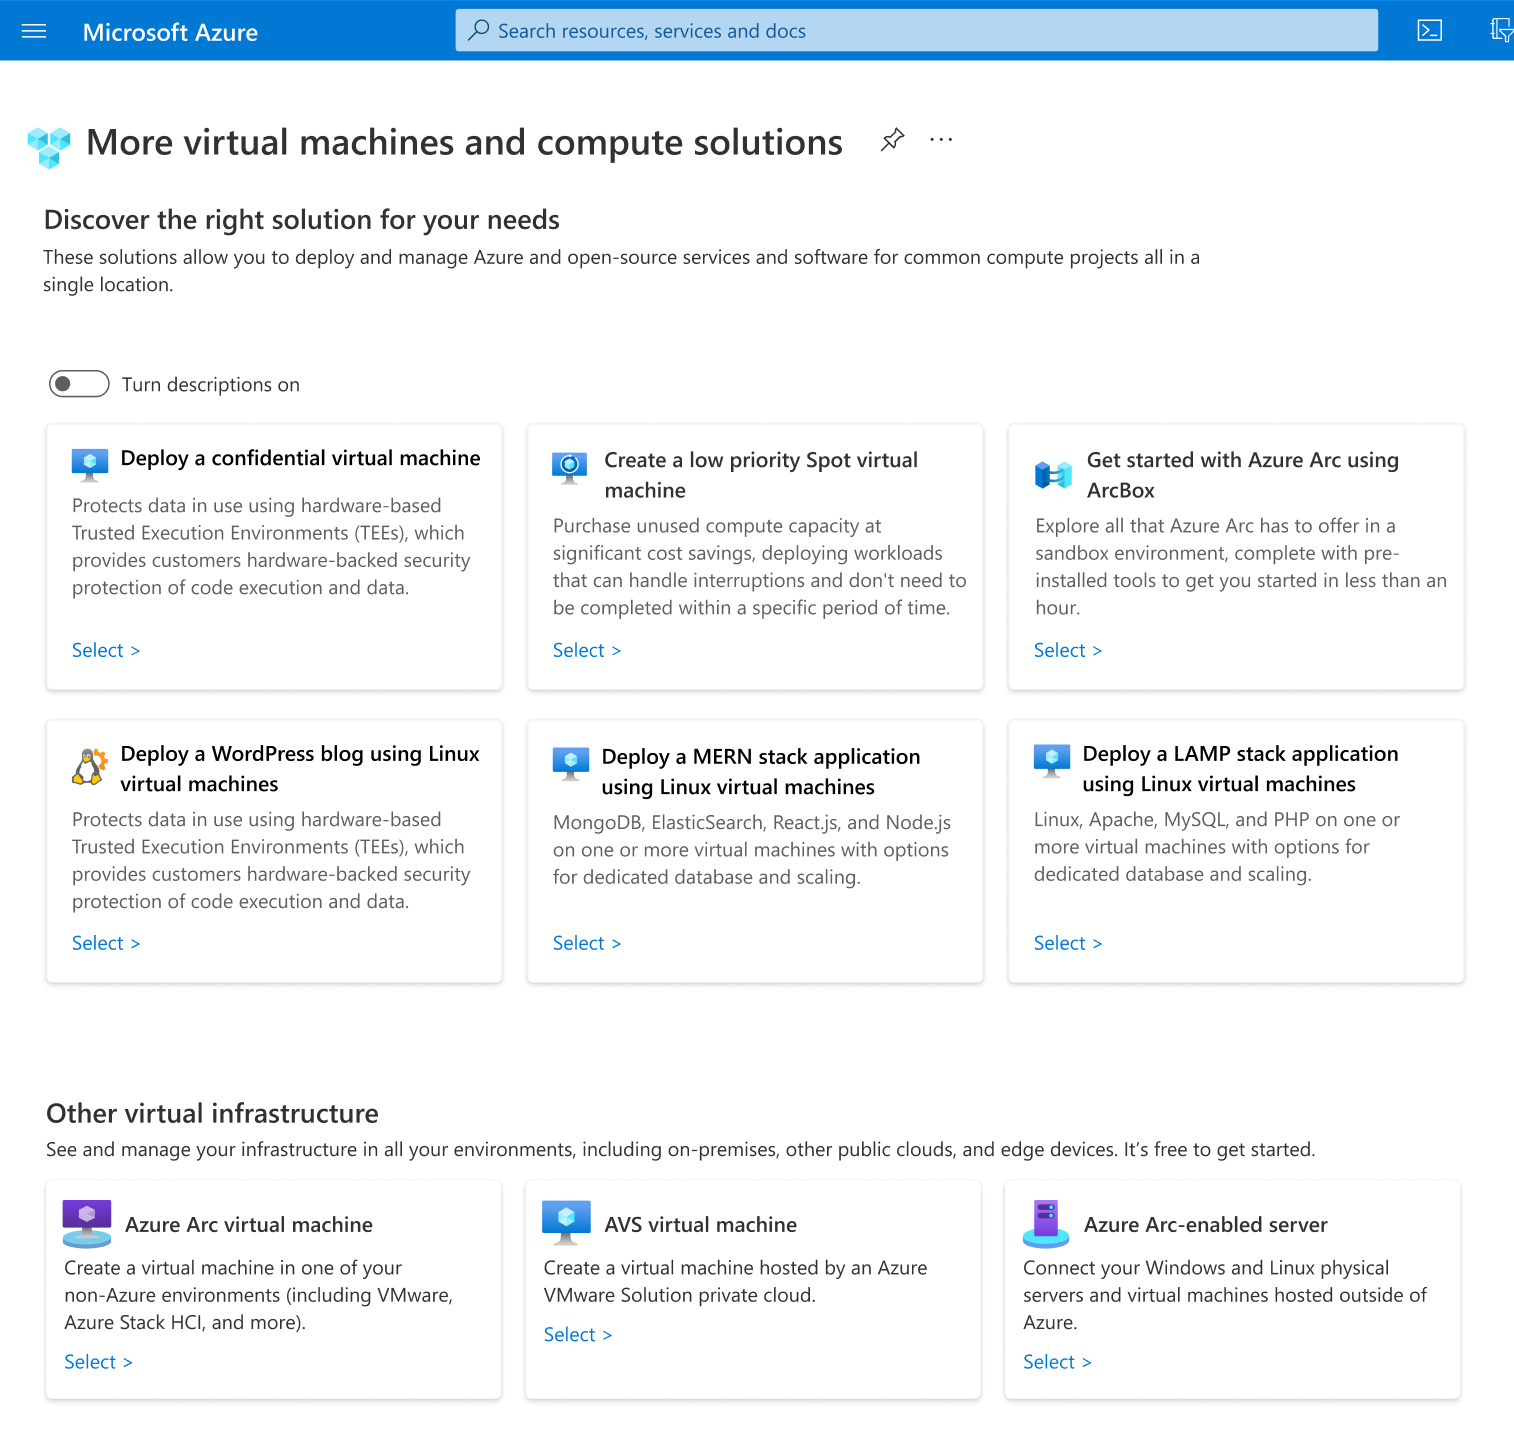 Microsoft Azure
Search resources, services and docs
More virtual machines and compute solutions
Discover the right solution for your needs
These solutions allow you to deploy and manage Azure and open-source services and software for common compute projects all in a
single location.
Turn descriptions on
Deploy a confidential virtual machine
Protects data in use using hardware-based
Trusted Execution Environments (TEEs), which
provides customers hardware-backed security
protection of code execution and data.
Select >
Create a low priority Spot virtual
machine
Purchase unused compute capacity at
significant cost savings, deploying workloads
that can handle interruptions and don't need to
be completed within a specific period of time.
Select >
Get started with Azure Arc using
ArcBox
Explore all that Azure Arc has to offer in a
sandbox environment, complete with pre-
installed tools to get you started in less than an
hour.
Select >
Deploy a WordPress blog using Linux
virtual machines
Protects data in use using hardware-based
Trusted Execution Environments (TEEs), which
provides customers hardware-backed security
protection of code execution and data.
Select >
Deploy a MERN stack application
using Linux virtual machines
MongoDB, ElasticSearch, React.js, and Node.js
on one or more virtual machines with options
for dedicated database and scaling.
Select >
Deploy a LAMP stack application
using Linux virtual machines
Linux, Apache, MySQL, and PHP on one or
more virtual machines with options for
dedicated database and scaling.
Select >
Other virtual infrastructure
See and manage your infrastructure in all your environments, including on-premises, other public clouds, and edge devices. It’s free to get started.
Azure Arc virtual machine
Create a virtual machine in one of your
non-Azure environments (including VMware,
Azure Stack HCI, and more).
Select >
AVS virtual machine
Create a virtual machine hosted by an Azure
VMware Solution private cloud.
Select >
Azure Arc-enabled server
Connect your Windows and Linux physical
servers and virtual machines hosted outside of
Azure.
Select >